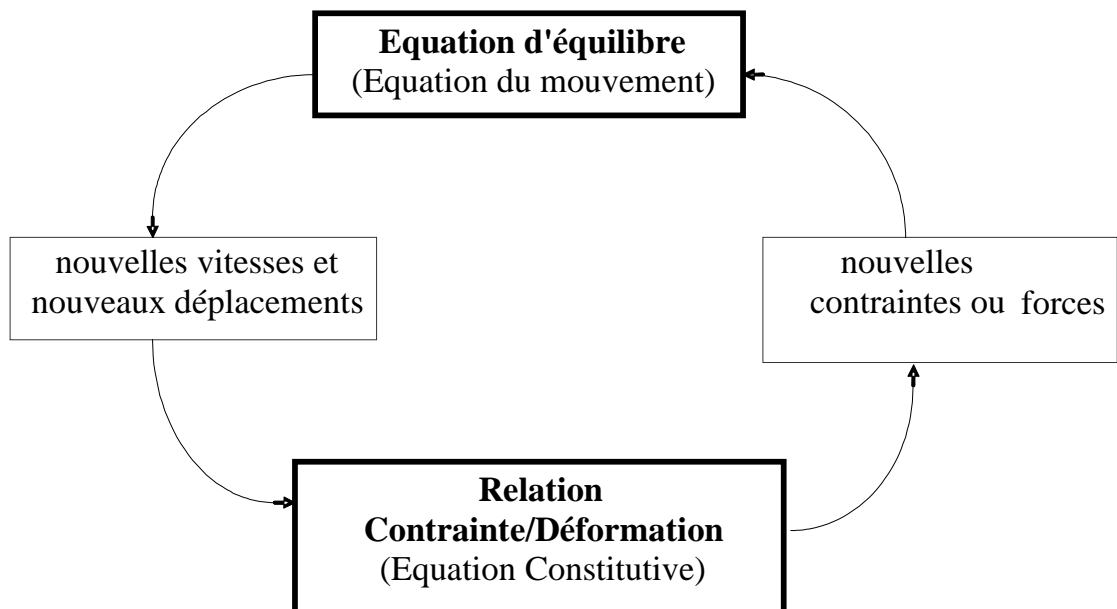 Equation d'équilibre
(Equation du mouvement)
nouvelles vitesses et
nouveaux déplacements
nouvelles
contraintes ou forces
Relation
Contrainte/Déformation
(Equation Constitutive)